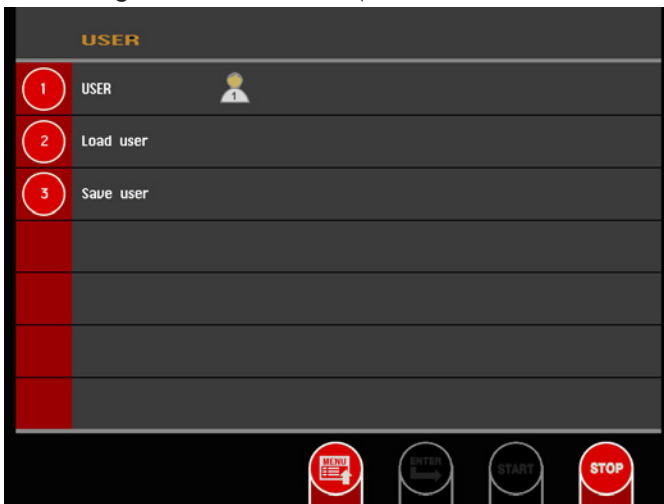 USER
1 USER 1
2 Load user
3 Save user
MENU ENTER START STOP